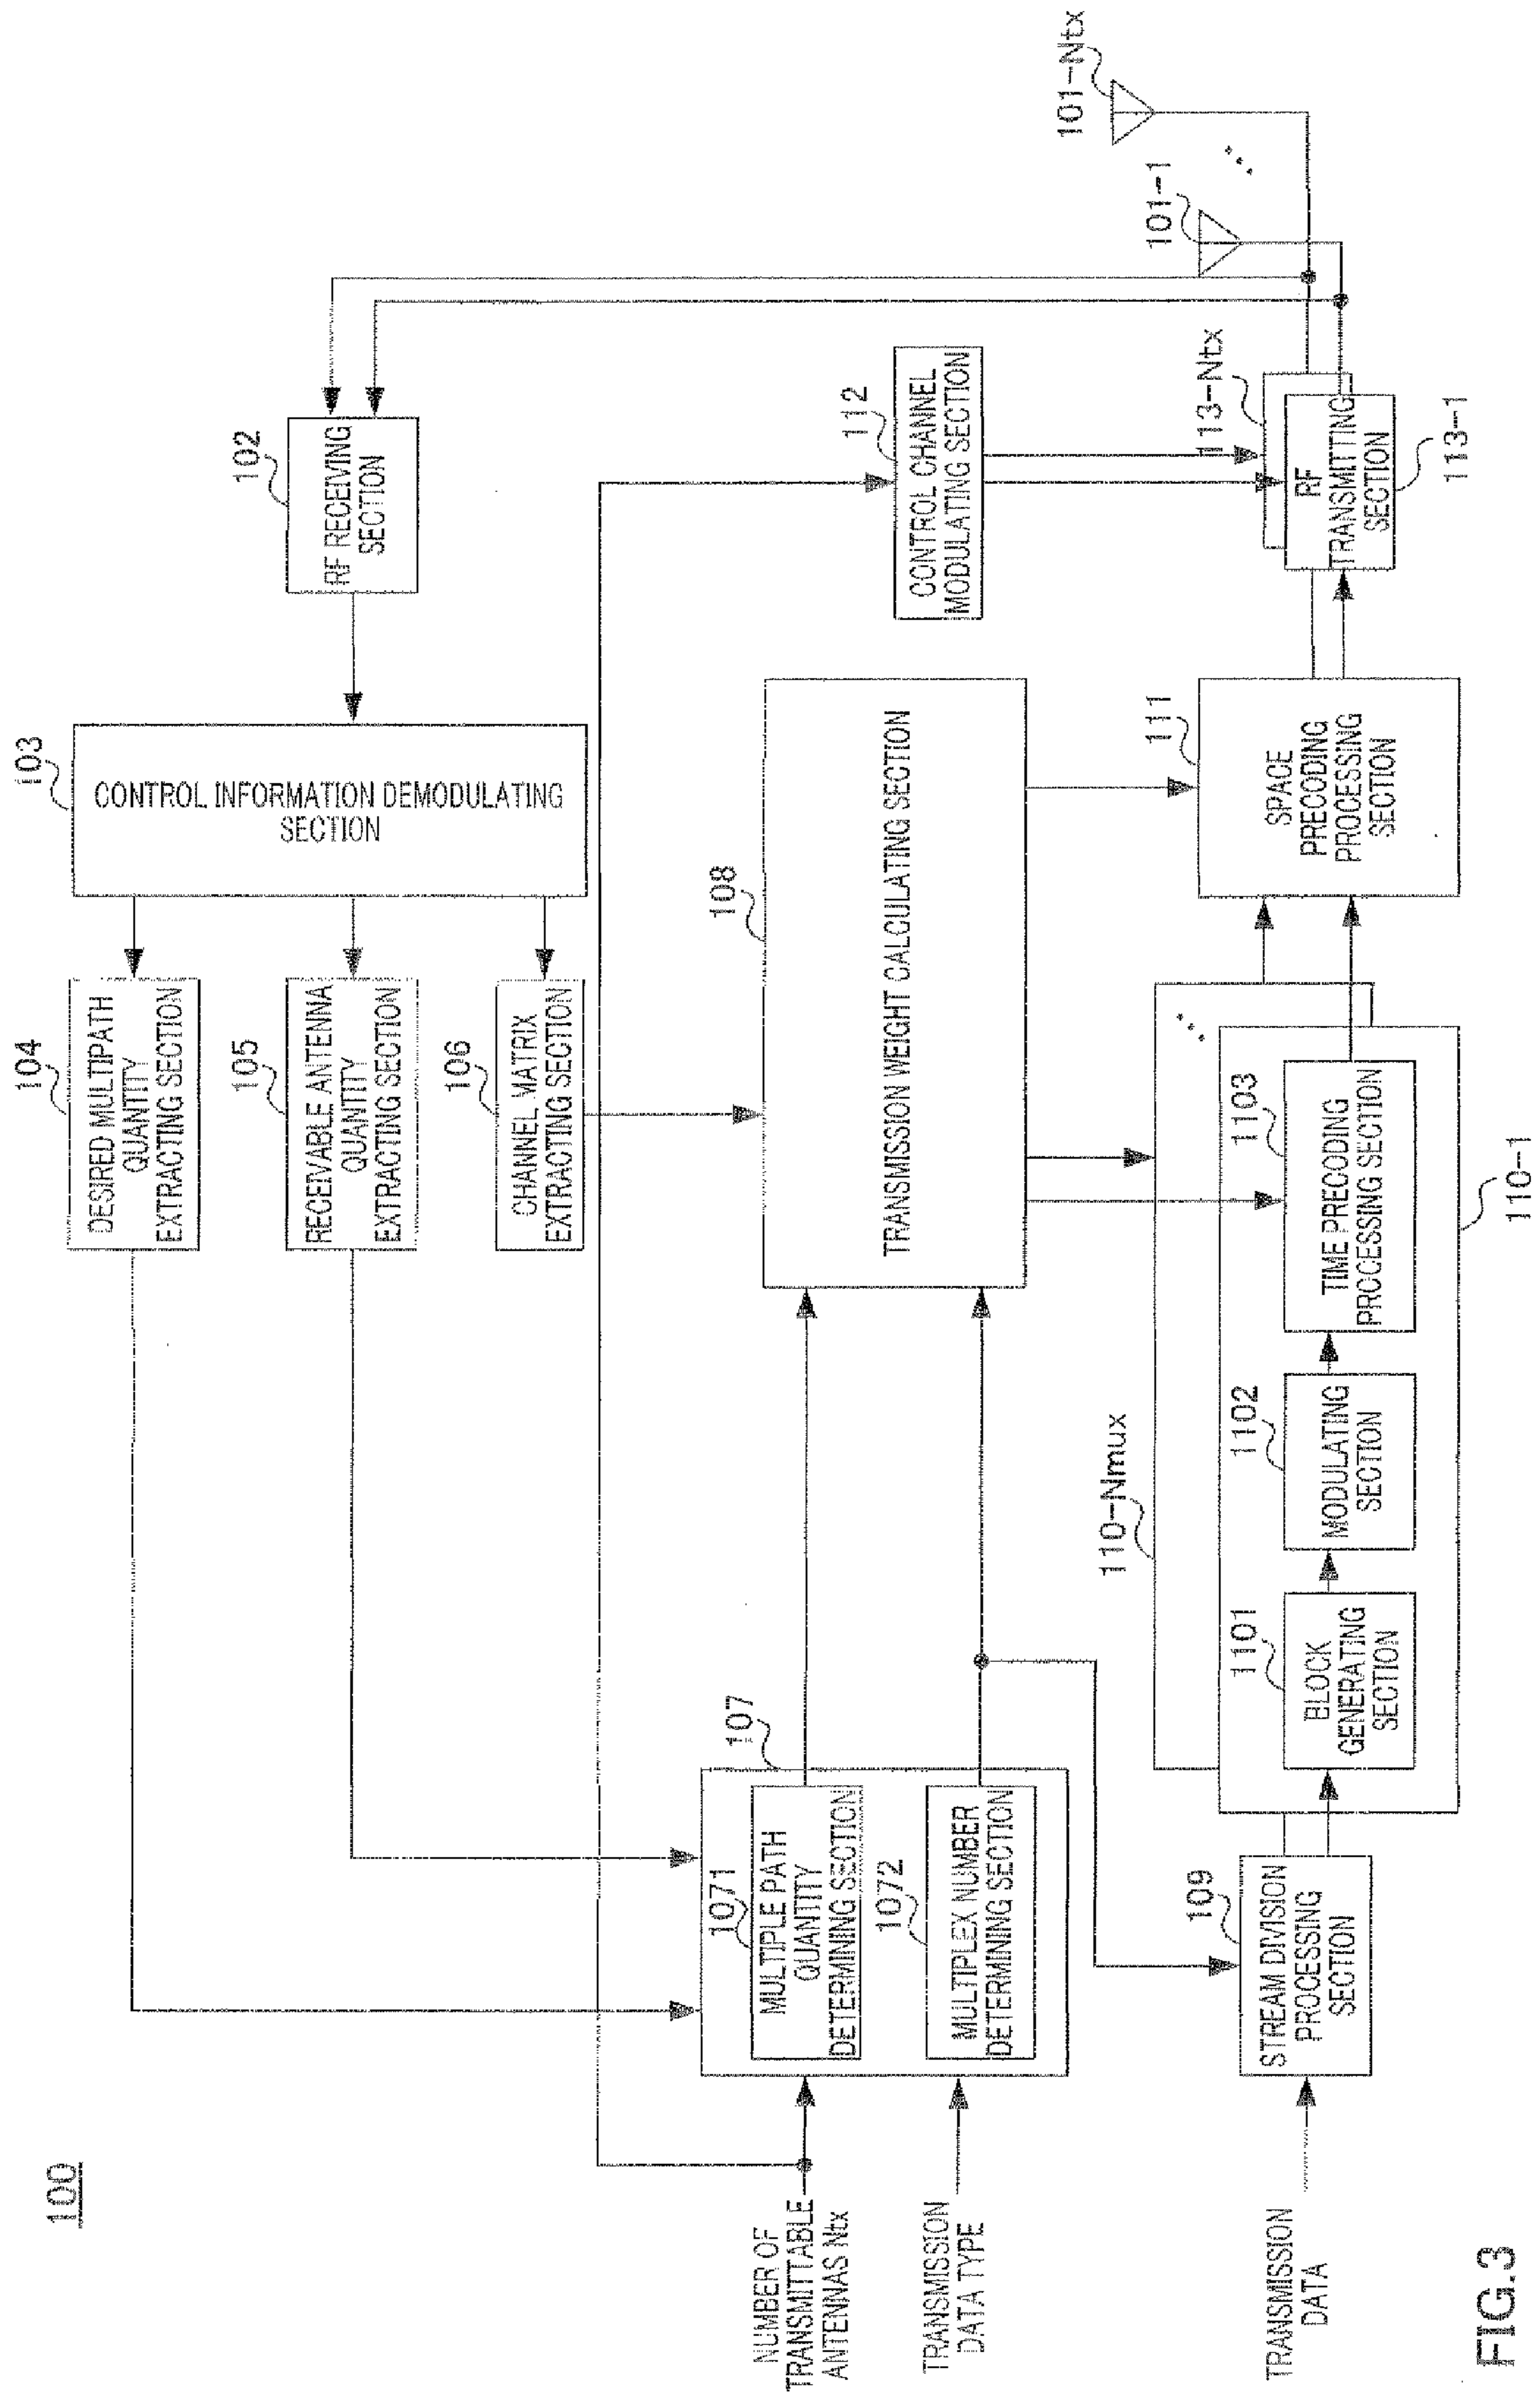 100
103
CONTROL INFORMATION DEMODULATING
SECTION
102
RF RECEIVING
SECTION
104
DESIRED MULTIPATH
QUANTITY
EXTRACTING SECTION
105
RECEIVABLE ANTENNA
QUANTITY
EXTRACTING SECTION
106
CHANNEL MATRIX
EXTRACTING SECTION
101-Ntx
101-1
112
CONTROL CHANNEL
MODULATING SECTION
113-Ntx
RF
TRANSMITTING
SECTION
113-1
108
TRANSMISSION WEIGHT CALCULATING SECTION
111
SPACE
PRECODING
PROCESSING
SECTION
107
1071
MULTIPLE PATH
QUANTITY
DETERMINING SECTION
1072
MULTIPLEX NUMBER
DETERMINING SECTION
NUMBER OF
TRANSMITTABLE
ANTENNAS Ntx
TRANSMISSION
DATA TYPE
TRANSMISSION
DATA
109
STREAM DIVISION
PROCESSING
SECTION
110-Nmux
1101
BLOCK
GENERATING
SECTION
1102
MODULATING
SECTION
1103
TIME PRECODING
PROCESSING SECTION
110-1
FIG.3